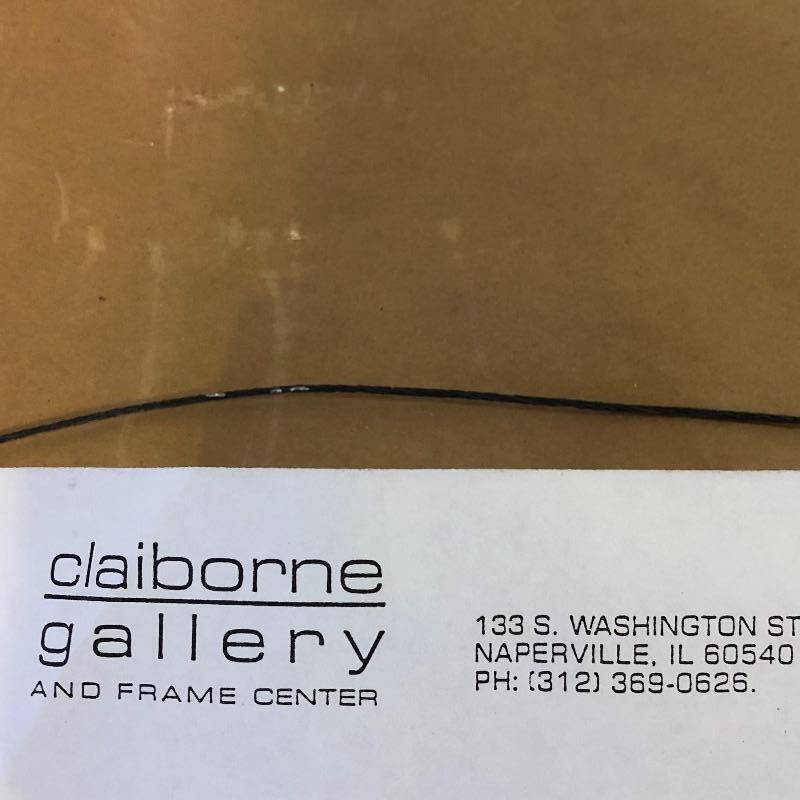 claiborne
gallery
AND FRAME CENTER
133 S. WASHINGTON ST
NAPERVILLE, IL 60540
PH: (312) 369-0626.